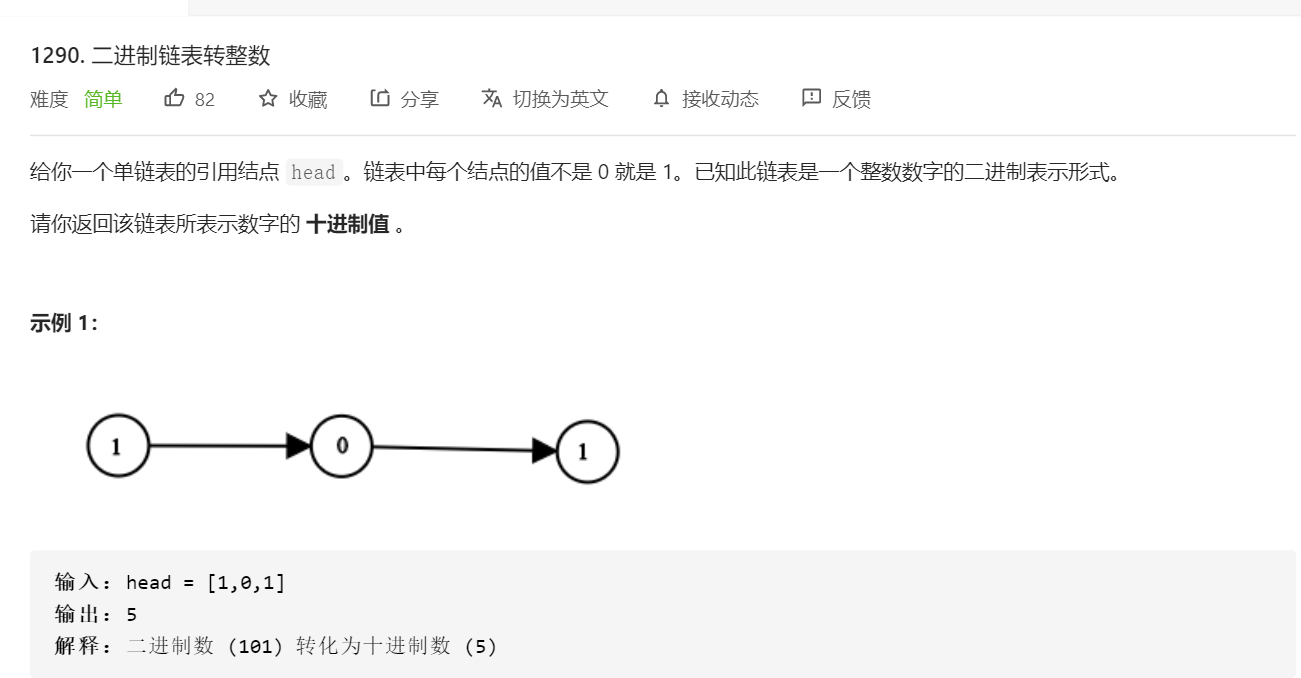 1290. 二进制链表转整数
难度 简单 82 收藏 分享 切换为英文 接收动态 反馈
给你一个单链表的引用结点 head 。链表中每个结点的值不是 0 就是 1。已知此链表是一个整数数字的二进制表示形式。
请你返回该链表所表示数字的 十进制值 。
示例 1：
1 0 1
输入：head = [1,0,1]
输出：5
解释：二进制数 (101) 转化为十进制数 (5)